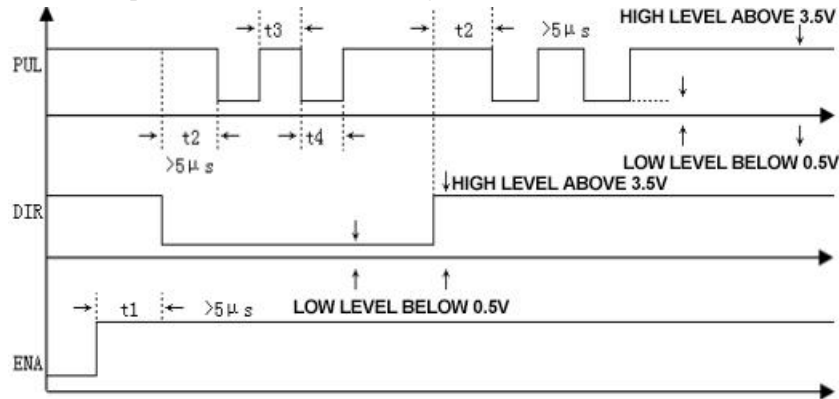 HIGH LEVEL ABOVE 3.5V
t3
t2
>5μs
PUL
t2
t4
>5μs
LOW LEVEL BELOW 0.5V
HIGH LEVEL ABOVE 3.5V
DIR
t1
>5μs
LOW LEVEL BELOW 0.5V
ENA